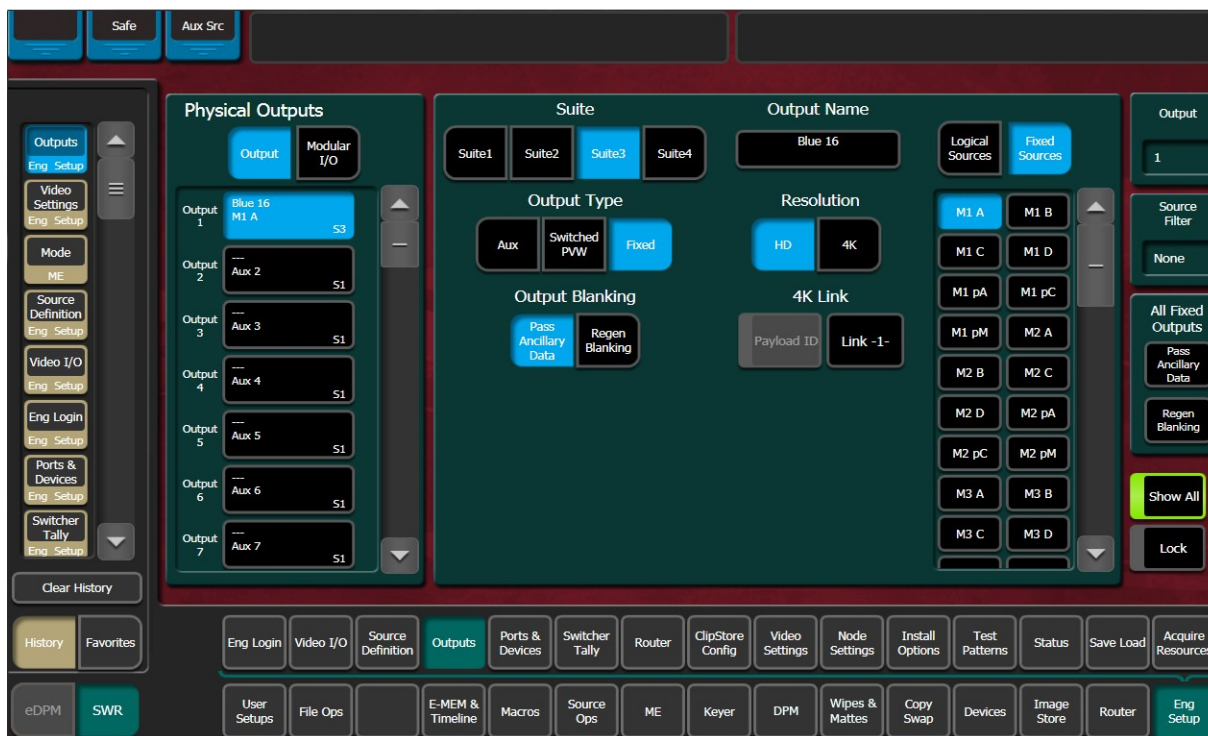 Safe
Aux Src
Outputs
Eng Setup
Video
Settings
Eng Setup
Mode
ME
Source
Definition
Eng Setup
Video I/O
Eng Setup
Eng Login
Eng Setup
Ports &
Devices
Eng Setup
Switcher
Tally
Eng Setup
Clear History
History
Favorites
eDPM
SWR
Physical Outputs
Output
Modular
I/O
Output
1
Blue 16
M1 A
S3
Output
2
---
Aux 2
S1
Output
3
---
Aux 3
S1
Output
4
---
Aux 4
S1
Output
5
---
Aux 5
S1
Output
6
---
Aux 6
S1
Output
7
---
Aux 7
S1
Suite
Suite1
Suite2
Suite3
Suite4
Output Name
Blue 16
Output Type
Aux
Switched
PVW
Fixed
Resolution
HD
4K
Output Blanking
Pass
Ancillary
Data
Regen
Blanking
4K Link
Payload ID
Link -1-
Logical
Sources
Fixed
Sources
M1 A
M1 B
M1 C
M1 D
M1 pA
M1 pC
M1 pM
M2 A
M2 B
M2 C
M2 D
M2 pA
M2 pC
M2 pM
M3 A
M3 B
M3 C
M3 D
Output
1
Source
Filter
None
All Fixed
Outputs
Pass
Ancillary
Data
Regen
Blanking
Show All
Lock
Eng Login
Video I/O
Source
Definition
Outputs
Ports &
Devices
Switcher
Tally
Router
ClipStore
Config
Video
Settings
Node
Settings
Install
Options
Test
Patterns
Status
Save Load
Acquire
Resources
User
Setups
File Ops
E-MEM &
Timeline
Macros
Source
Ops
ME
Keyer
DPM
Wipes &
Mattes
Copy
Swap
Devices
Image
Store
Router
Eng
Setup